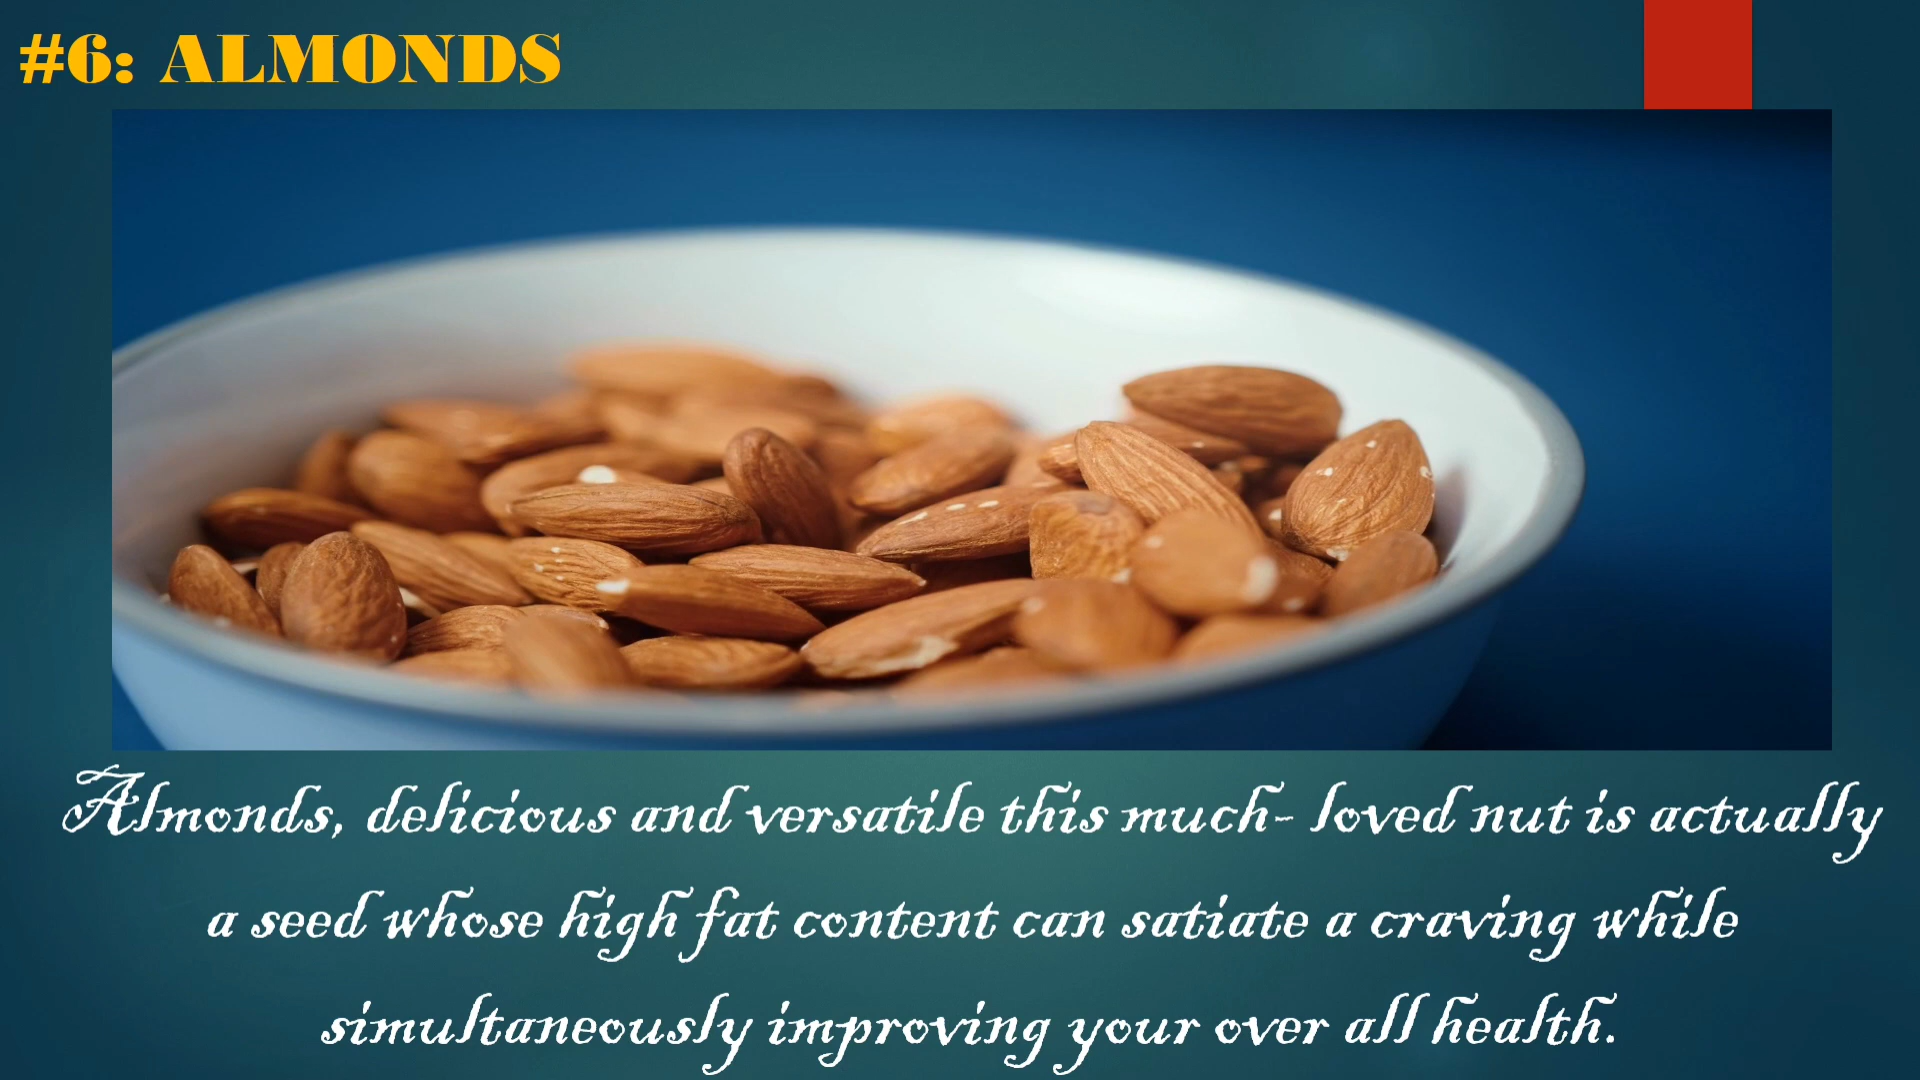 #6: ALMONDS
Almonds, delicious and versatile this much- loved nut is actually
a seed whose high fat content can satiate a craving while
simultaneously improving your over all health.